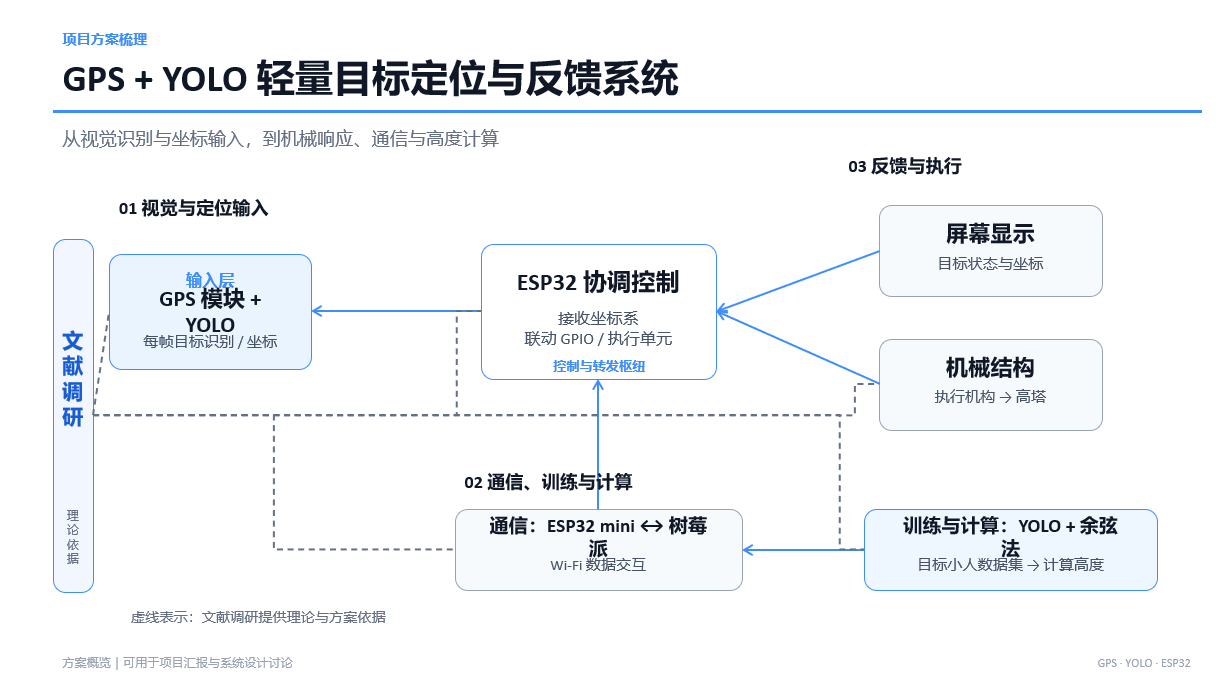 项目方案梳理
GPS + YOLO 轻量目标定位与反馈系统
从视觉识别与坐标输入，到机械响应、通信与高度计算
03 反馈与执行
01 视觉与定位输入
屏幕显示
目标状态与坐标
文献调研
理论依据
输入层
GPS 模块 +
YOLO
每帧目标识别 / 坐标
ESP32 协调控制
接收坐标系
联动 GPIO / 执行单元
控制与转发枢纽
机械结构
执行机构 → 高塔
02 通信、训练与计算
通信：ESP32 mini ↔ 树莓
派
Wi-Fi 数据交互
训练与计算：YOLO + 余弦
法
目标小人数据集 → 计算高度
虚线表示：文献调研提供理论与方案依据
方案概览 | 可用于项目汇报与系统设计讨论
GPS · YOLO · ESP32